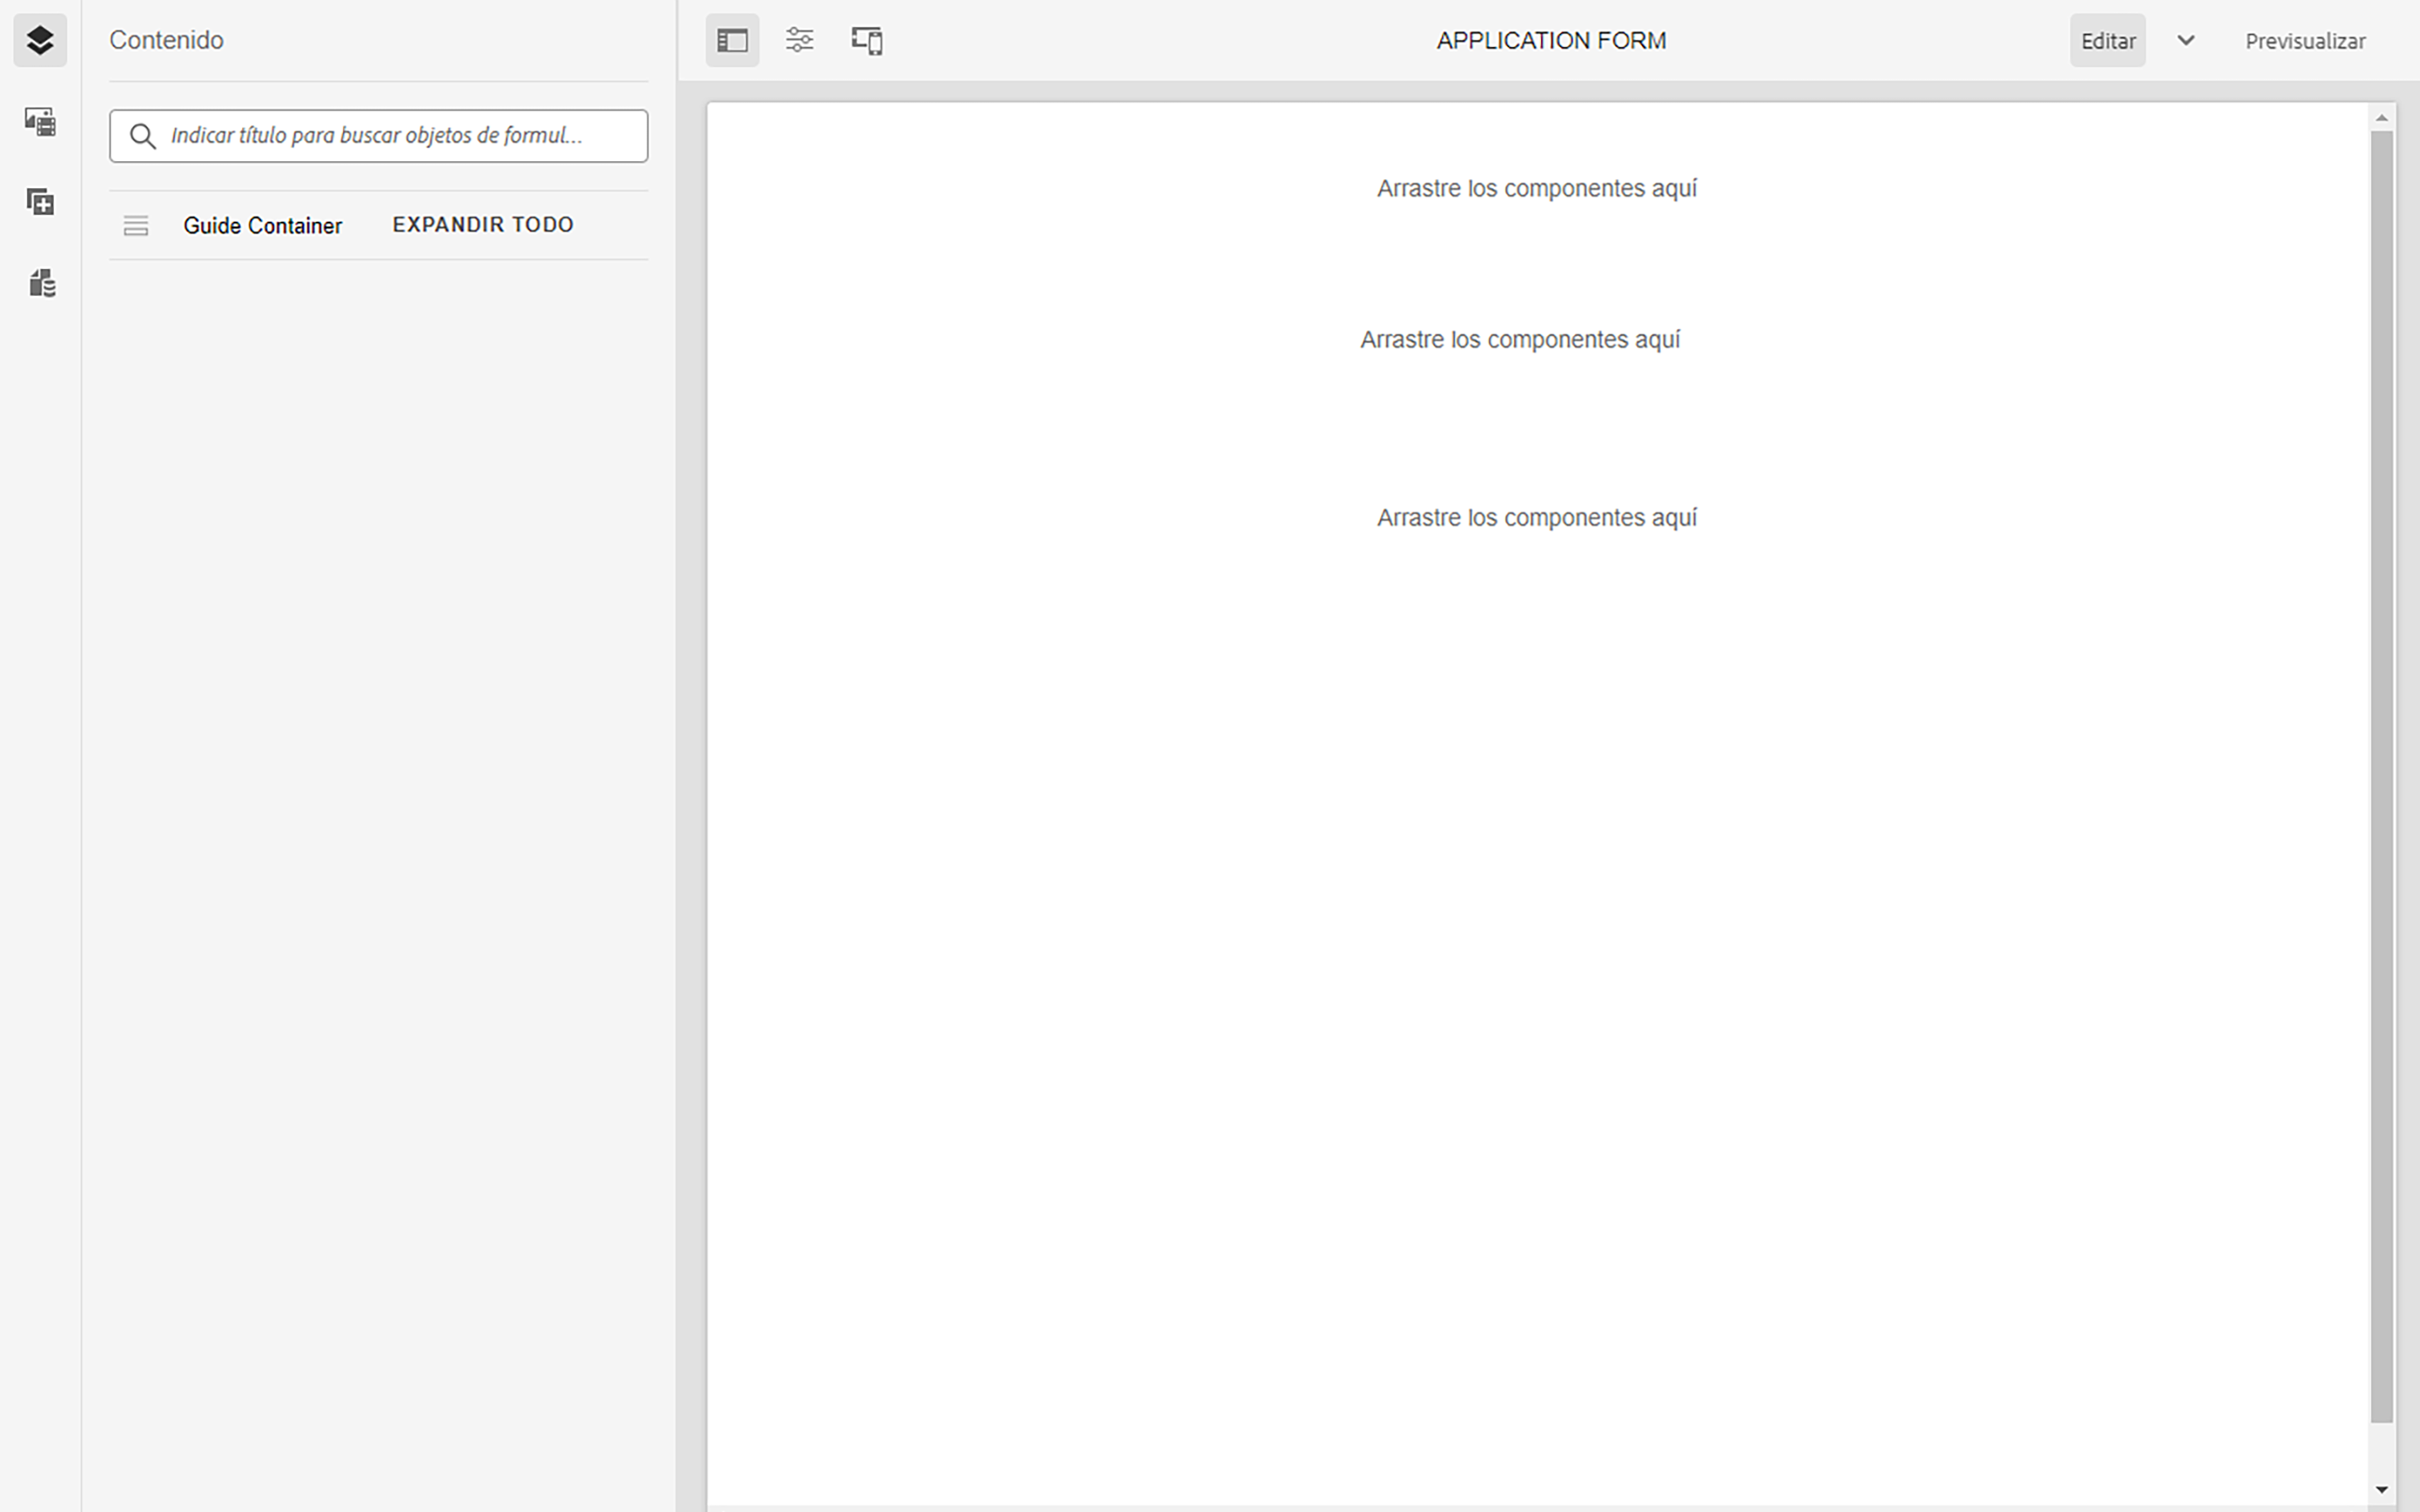 Contenido
Indicar título para buscar objetos de formul...
Guide Container EXPANDIR TODO
APPLICATION FORM
Editar
Previsualizar
Arrastre los componentes aquí
Arrastre los componentes aquí
Arrastre los componentes aquí